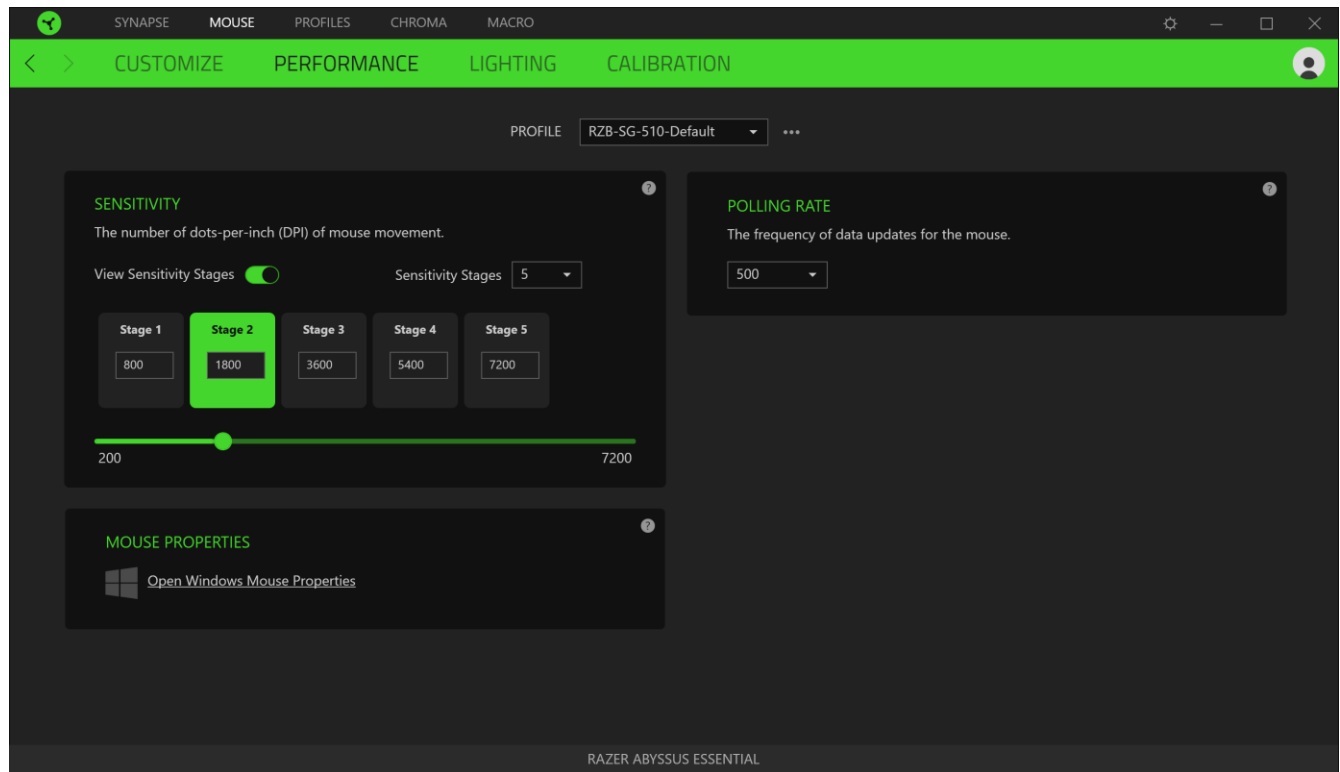 SYNAPSE MOUSE PROFILES CHROMA MACRO
CUSTOMIZE PERFORMANCE LIGHTING CALIBRATION
PROFILE RZB-SG-510-Default
SENSITIVITY
The number of dots-per-inch (DPI) of mouse movement.
View Sensitivity Stages Sensitivity Stages 5
Stage 1 Stage 2 Stage 3 Stage 4 Stage 5
800 1800 3600 5400 7200
200 7200
POLLING RATE
The frequency of data updates for the mouse.
500
MOUSE PROPERTIES
Open Windows Mouse Properties
RAZER ABYSSUS ESSENTIAL